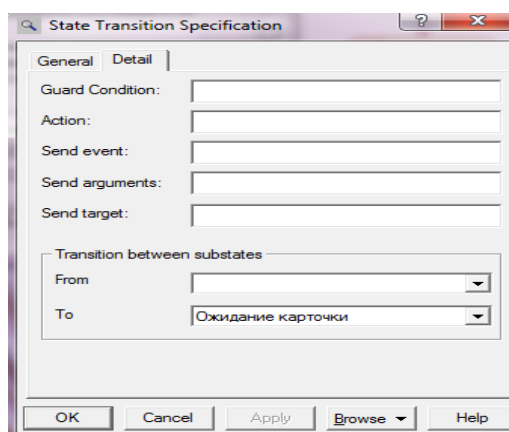 State Transition Specification
General Detail
Guard Condition:
Action:
Send event:
Send arguments:
Send target:
Transition between substates
From
To Ожидание карточки
OK Cancel Apply Browse Help